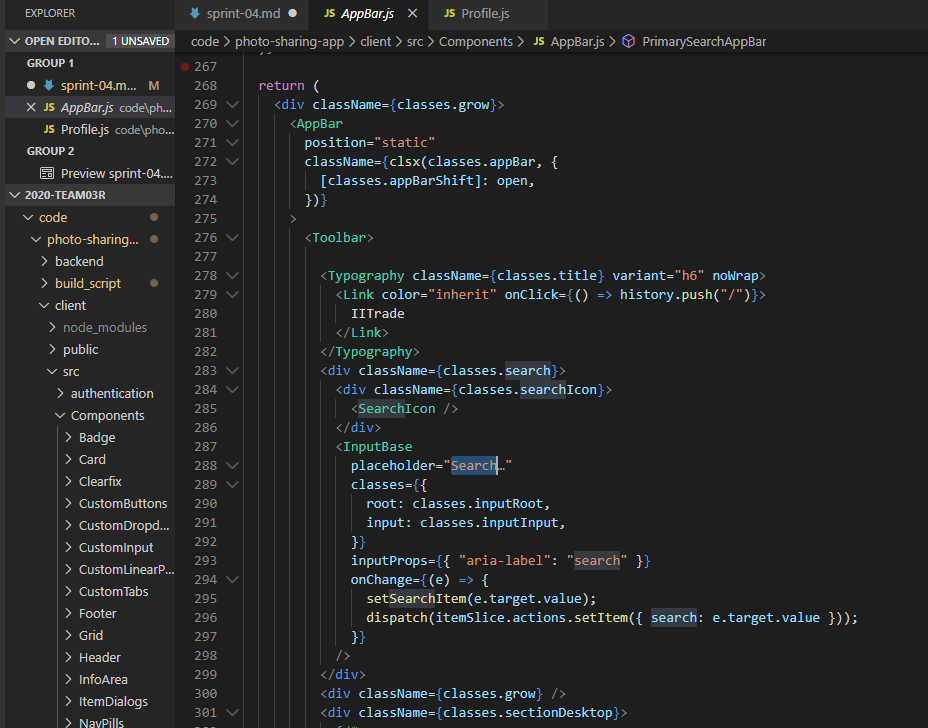 EXPLORER
OPEN EDITO... 1 UNSAVED
GROUP 1
sprint-04.m... M
JS AppBar.js code\ph...
JS Profile.js code\pho...
GROUP 2
Preview sprint-04....
2020-TEAM03R
code
photo-sharing...
backend
build_script
client
node_modules
public
src
authentication
Components
Badge
Card
Clearfix
CustomButtons
CustomDropd...
CustomInput
CustomLinearP...
CustomTabs
Footer
Grid
Header
InfoArea
ItemDialogs
NavPills
sprint-04.md JS AppBar.js JS Profile.js
code > photo-sharing-app > client > src > Components > JS AppBar.js > PrimarySearchAppBar
267
268 return (
269 <div className={classes.grow}>
270 <AppBar
271 position="static"
272 className={clsx(classes.appBar, {
273 [classes.appBarShift]: open,
274 })}
275 >
276 <Toolbar>
277
278 <Typography className={classes.title} variant="h6" noWrap>
279 <Link color="inherit" onClick={() => history.push("/")}>
280 IITrade
281 </Link>
282 </Typography>
283 <div className={classes.search}>
284 <div className={classes.searchIcon}>
285 <SearchIcon />
286 </div>
287 <InputBase
288 placeholder="Search…"
289 classes={{
290 root: classes.inputRoot,
291 input: classes.inputInput,
292 }}
293 inputProps={{ "aria-label": "search" }}
294 onChange={(e) => {
295 setSearchItem(e.target.value);
296 dispatch(itemSlice.actions.setItem({ search: e.target.value }));
297 }}
298 />
299 </div>
300 <div className={classes.grow} />
301 <div className={classes.sectionDesktop}>